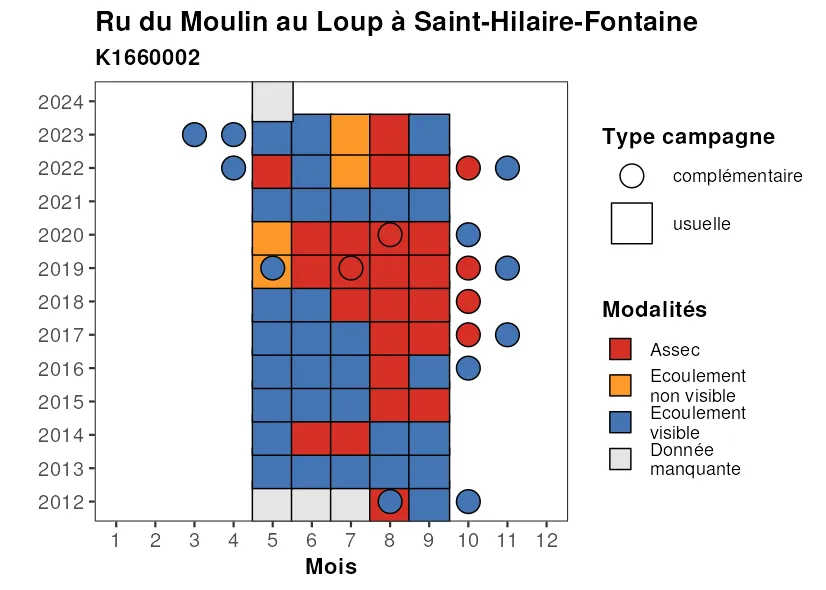 Ru du Moulin au Loup à Saint-Hilaire-Fontaine
K1660002
2024
2023
2022
2021
2020
2019
2018
2017
2016
2015
2014
2013
2012
1 2 3 4 5 6 7 8 9 10 11 12
Mois
Type campagne
complémentaire
usuelle
Modalités
Assec
Ecoulement
non visible
Ecoulement
visible
Donnée
manquante